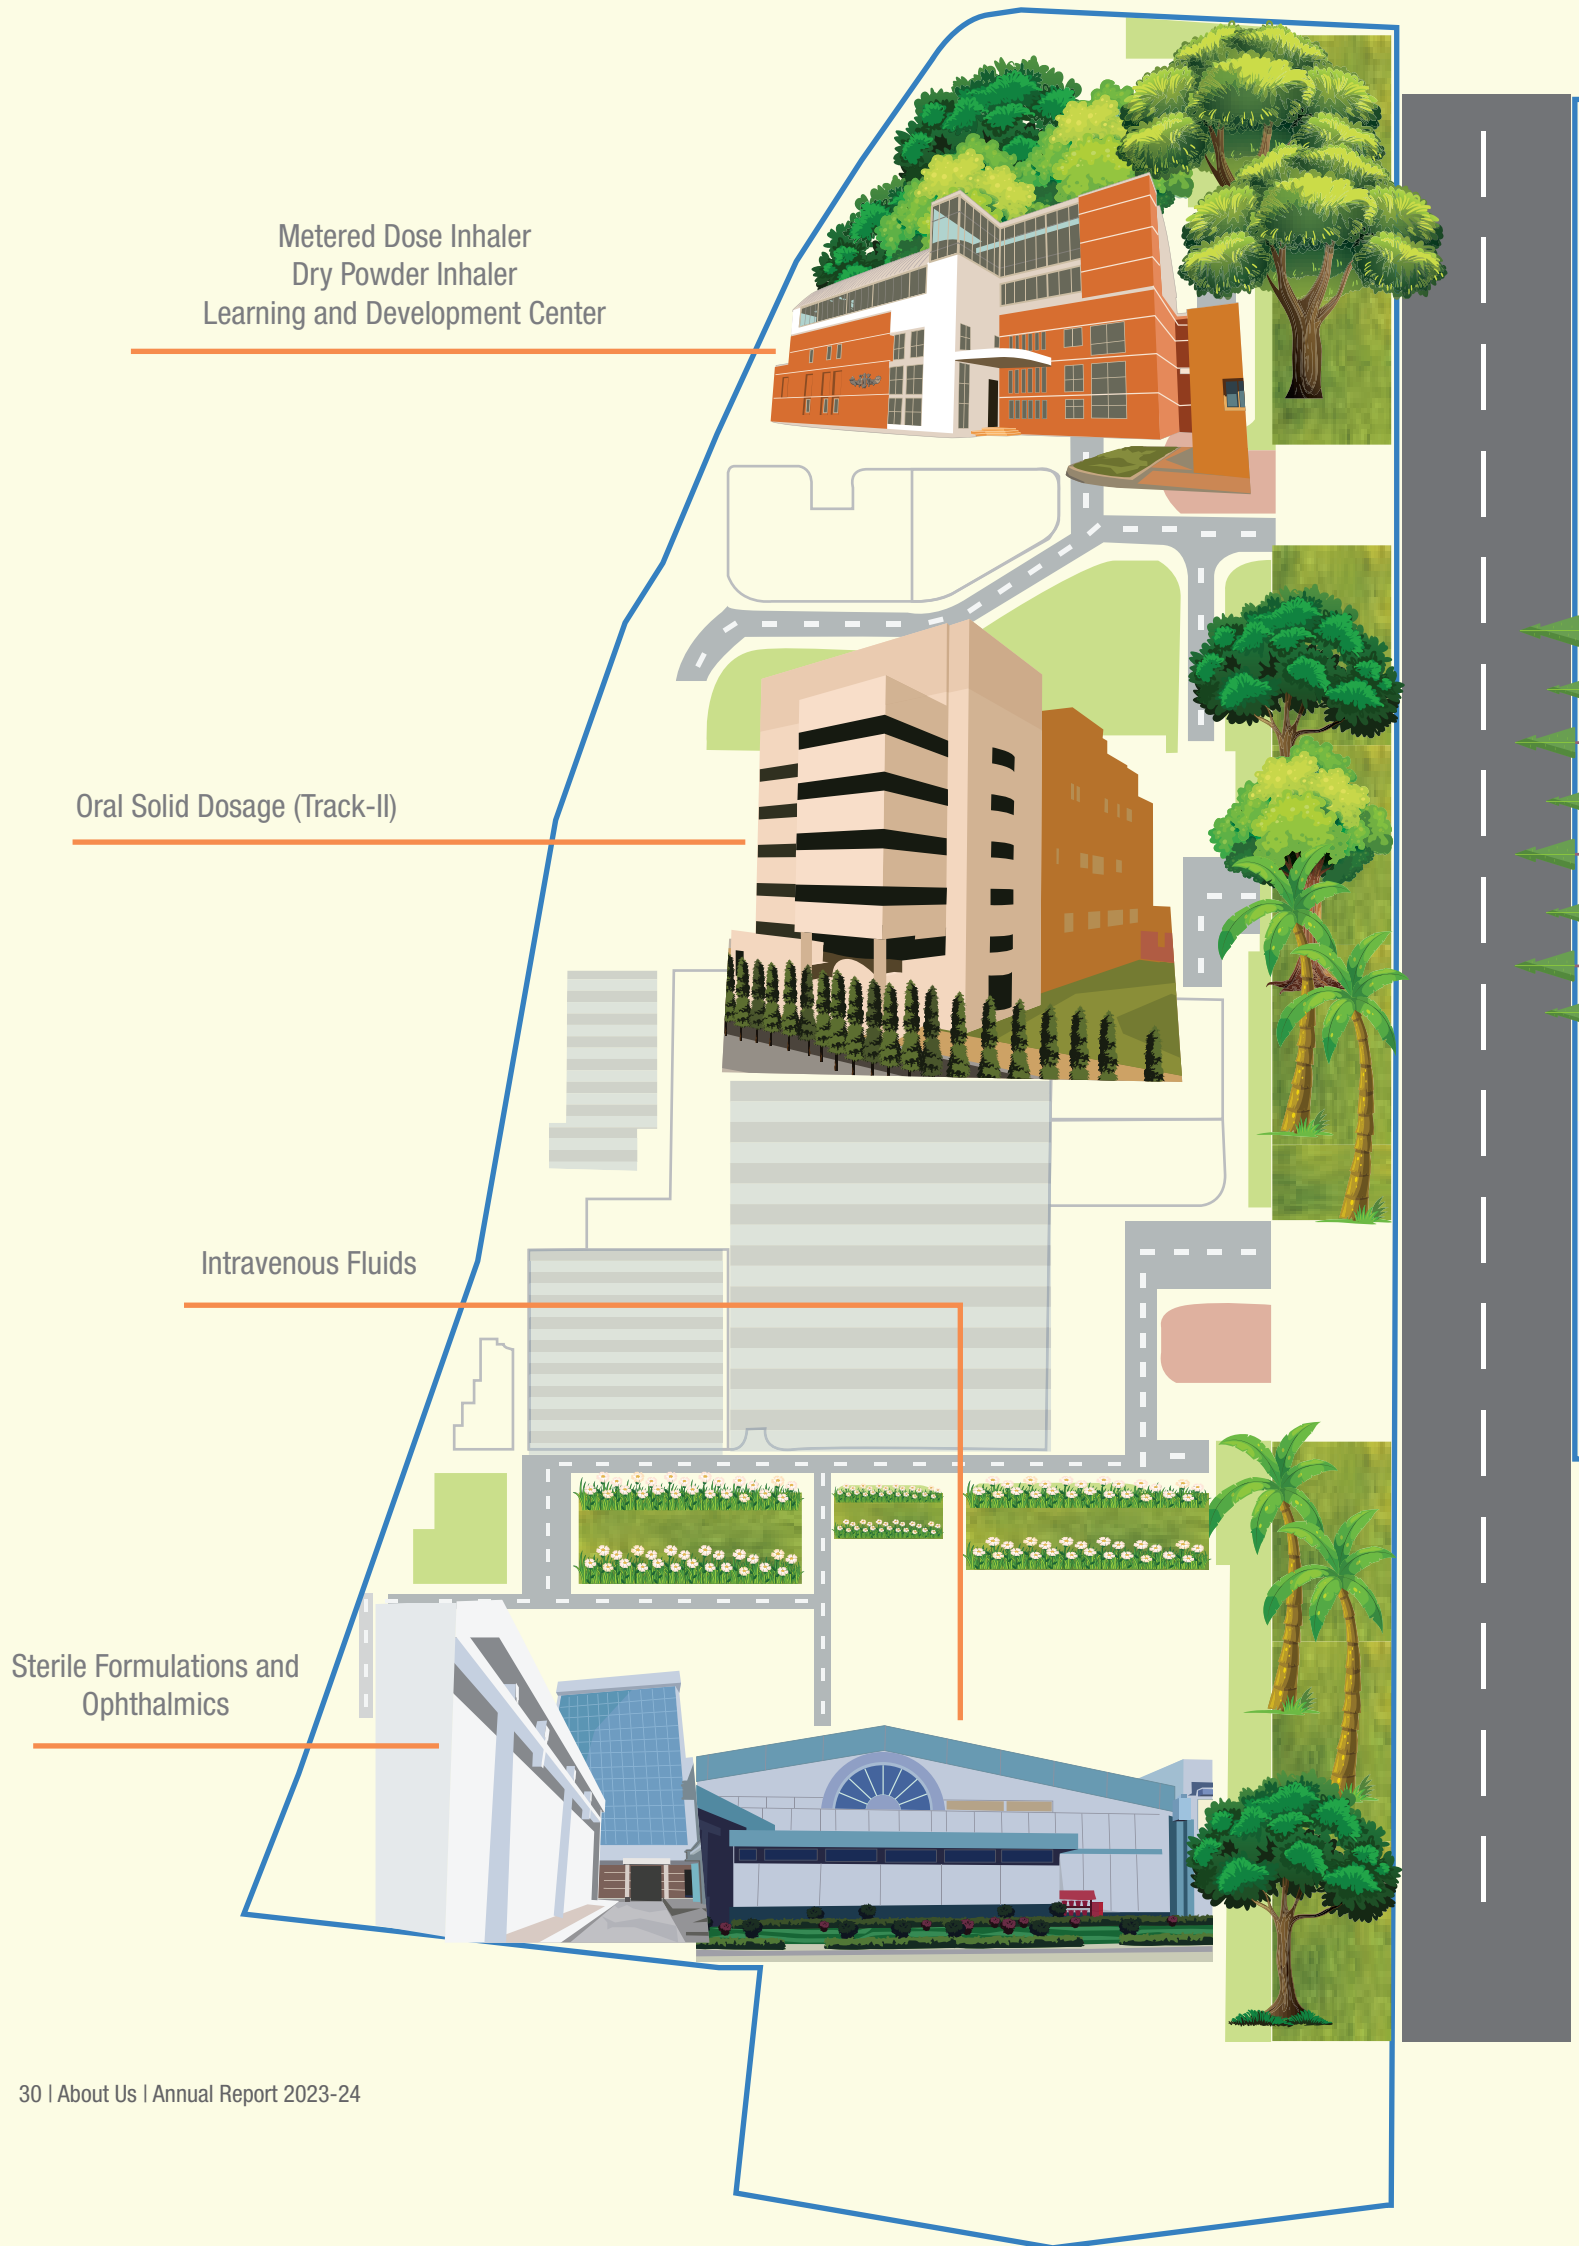 Metered Dose Inhaler
Dry Powder Inhaler
Learning and Development Center
Oral Solid Dosage (Track-II)
Intravenous Fluids
Sterile Formulations and
Ophthalmics
30 | About Us | Annual Report 2023-24